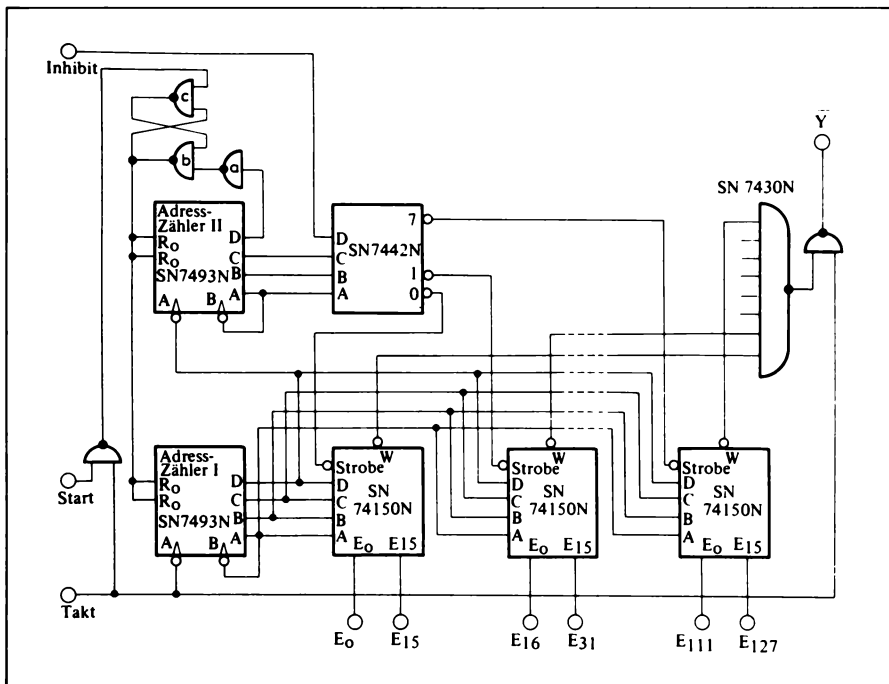 Inhibit
c
b
a
Y
SN 7430N
Adress-
Zähler II
R0
R0
SN7493N
A
B
D
C
B
A
D
C
B
A
SN7442N
7
1
0
Adress-
Zähler I
R0
R0
SN7493N
A
B
D
C
B
A
Strobe
W
D
C
B
A
SN
74150N
E0
E15
Strobe
W
D
C
B
A
SN
74150N
E0
E15
Strobe
W
D
C
B
A
SN
74150N
E0
E15
Start
Takt
E0
E15
E16
E31
E111
E127